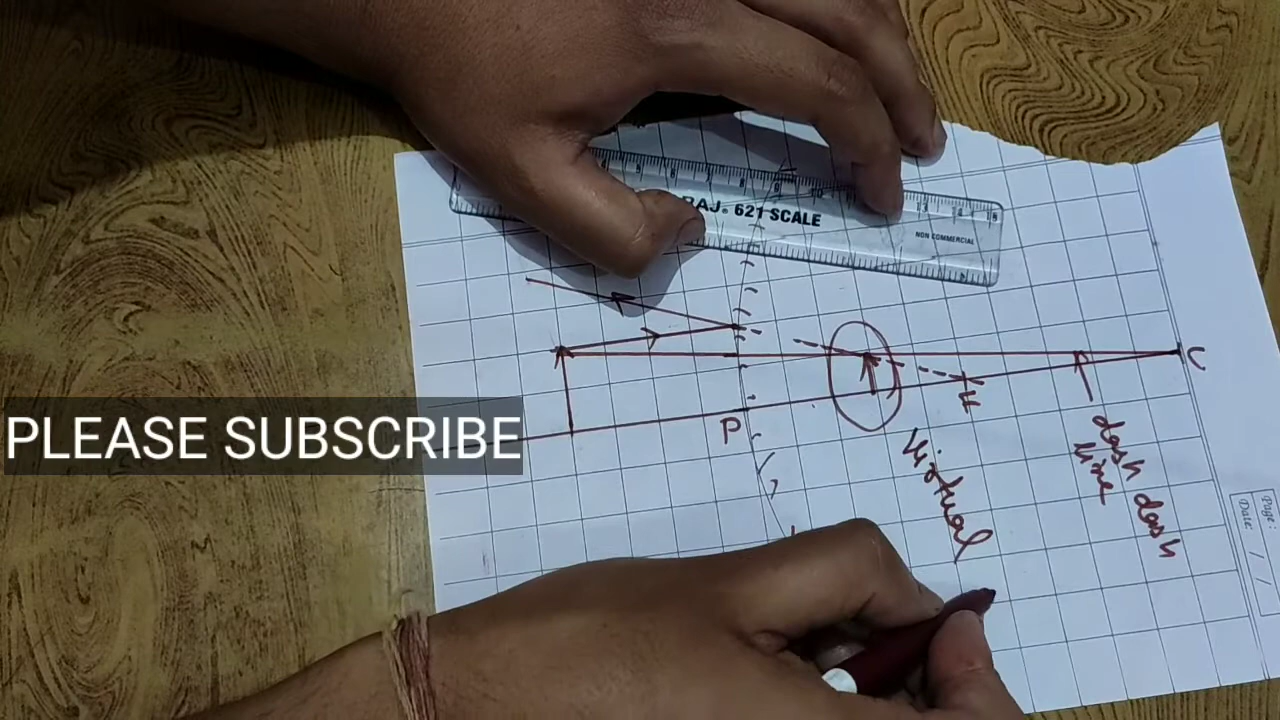 RAJ® 621 SCALE
NON COMMERCIAL
PLEASE SUBSCRIBE
P
C
Virtual
dash dash
line
Page:
Date: / /